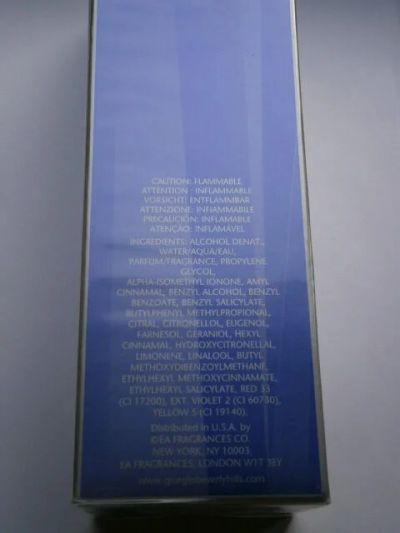 CAUTION: FLAMMABLE
ATTENTION : INFLAMMABLE
VORSICHT: ENTFLAMMBAR
ATTENZIONE: INFIAMMABILE
PRECAUCIÓN: INFLAMABLE
ATENÇÃO: INFLAMÁVEL
INGREDIENTS: ALCOHOL DENAT.,
WATER/AQUA/EAU,
PARFUM/FRAGRANCE, PROPYLENE
GLYCOL,
ALPHA-ISOMETHYL IONONE, AMYL
CINNAMAL, BENZYL ALCOHOL, BENZYL
BENZOATE, BENZYL SALICYLATE,
BUTYLPHENYL METHYLPROPIONAL,
CITRAL, CITRONELLOL, EUGENOL,
FARNESOL, GERANIOL, HEXYL
CINNAMAL, HYDROXYCITRONELLAL,
LIMONENE, LINALOOL, BUTYL
METHOXYDIBENZOYLMETHANE,
ETHYLHEXYL METHOXYCINNAMATE,
ETHYLHEXYL SALICYLATE, RED 33
(CI 17200), EXT. VIOLET 2 (CI 60730),
YELLOW 5 (CI 19140).
Distributed in U.S.A. by
©EA FRAGRANCES CO.
NEW YORK, NY 10003.
EA FRAGRANCES, LONDON W1T 3BY
www.giorgiobeverlyhills.com